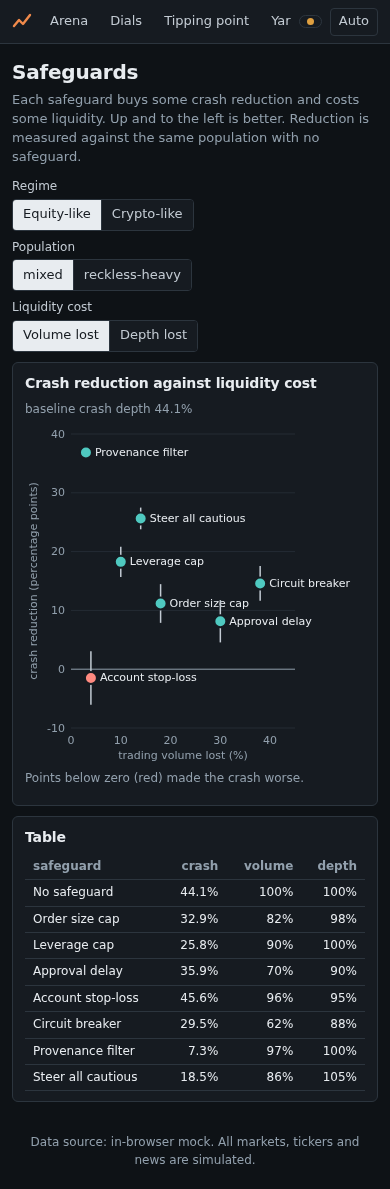 Arena Dials Tipping point Yar Auto
Safeguards
Each safeguard buys some crash reduction and costs
some liquidity. Up and to the left is better. Reduction is
measured against the same population with no
safeguard.
Regime
Equity-like Crypto-like
Population
mixed reckless-heavy
Liquidity cost
Volume lost Depth lost
Crash reduction against liquidity cost
baseline crash depth 44.1%
crash reduction (percentage points)
40
30
20
10
0
-10
Provenance filter
Steer all cautious
Leverage cap
Circuit breaker
Order size cap
Approval delay
Account stop-loss
0 10 20 30 40
trading volume lost (%)
Points below zero (red) made the crash worse.
Table
safeguard crash volume depth
No safeguard 44.1% 100% 100%
Order size cap 32.9% 82% 98%
Leverage cap 25.8% 90% 100%
Approval delay 35.9% 70% 90%
Account stop-loss 45.6% 96% 95%
Circuit breaker 29.5% 62% 88%
Provenance filter 7.3% 97% 100%
Steer all cautious 18.5% 86% 105%
Data source: in-browser mock. All markets, tickers and
news are simulated.